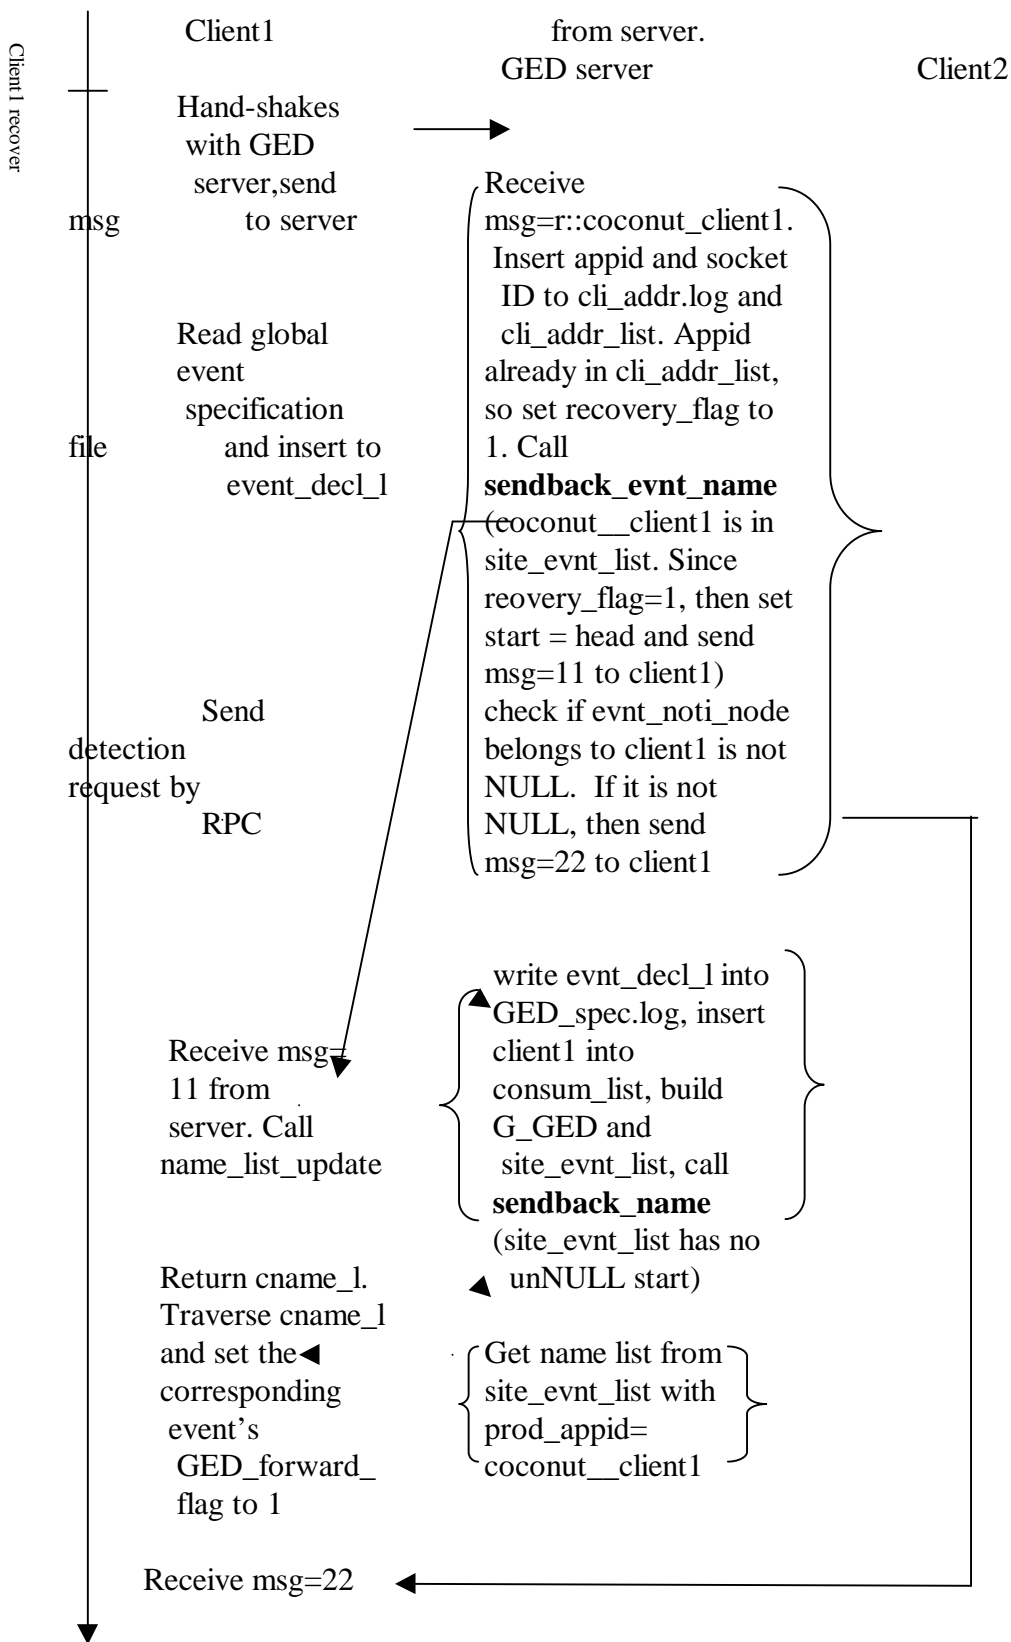 Client1 recover
Client1
from server.
GED server
Client2
Hand-shakes
with GED
server,send
msg to server
Read global
event
specification
file and insert to
event_decl_l
Send
detection
request by
RPC
Receive
msg=r::coconut_client1.
Insert appid and socket
ID to cli_addr.log and
cli_addr_list. Appid
already in cli_addr_list,
so set recovery_flag to
1. Call
sendback_evnt_name
(coconut__client1 is in
site_evnt_list. Since
reovery_flag=1, then set
start = head and send
msg=11 to client1)
check if evnt_noti_node
belongs to client1 is not
NULL. If it is not
NULL, then send
msg=22 to client1
write evnt_decl_l into
GED_spec.log, insert
client1 into
consum_list, build
G_GED and
site_evnt_list, call
sendback_name
(site_evnt_list has no
unNULL start)
Receive msg=
11 from
server. Call
name_list_update
Return cname_l.
Traverse cname_l
and set the
corresponding
event's
GED_forward_
flag to 1
Get name list from
site_evnt_list with
prod_appid=
coconut__client1
Receive msg=22